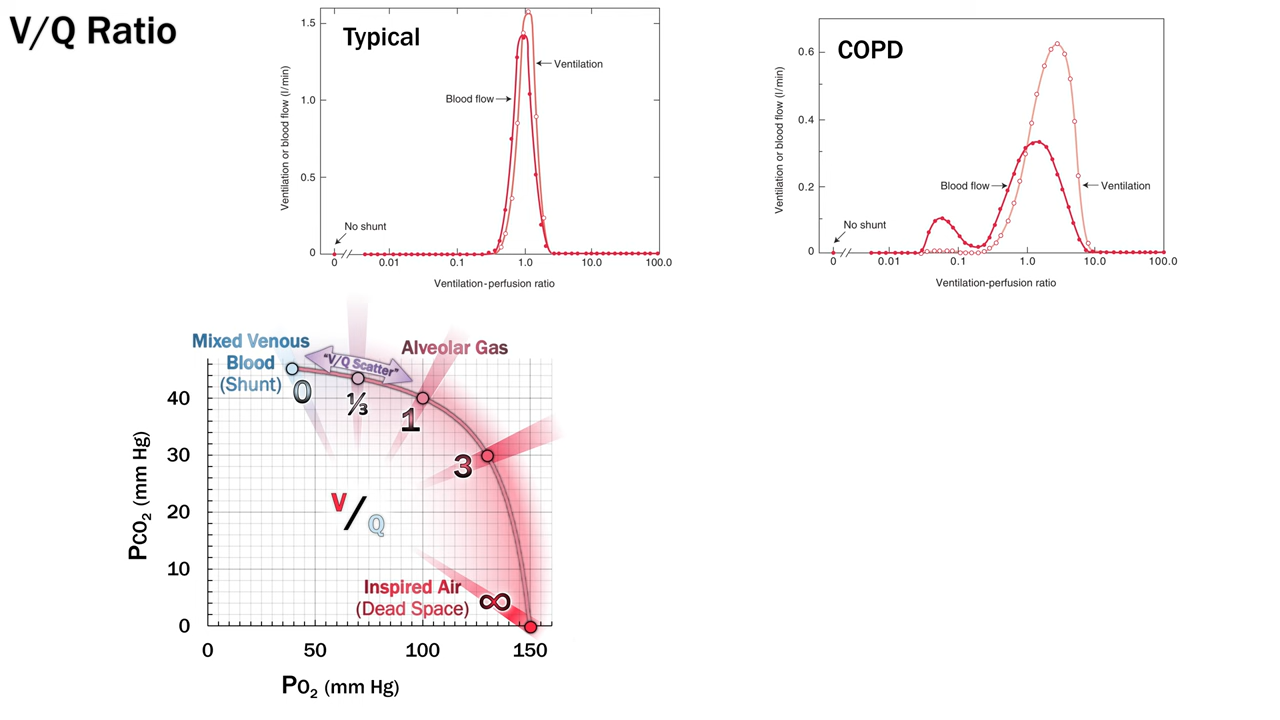 V/Q Ratio
Typical
1.5
1.0
0.5
0
Ventilation or blood flow (l/min)
Ventilation
Blood flow
No shunt
0
0.01
0.1
1.0
10.0
100.0
Ventilation-perfusion ratio
COPD
0.6
0.4
0.2
0
Ventilation or blood flow (l/min)
Blood flow
Ventilation
No shunt
0
0.01
0.1
1.0
10.0
100.0
Ventilation-perfusion ratio
Mixed Venous
Blood
(Shunt)
"V/Q Scatter"
Alveolar Gas
0
⅓
1
3
∞
V/Q
Inspired Air
(Dead Space)
40
30
20
10
0
PCO₂ (mm Hg)
0
50
100
150
PO₂ (mm Hg)